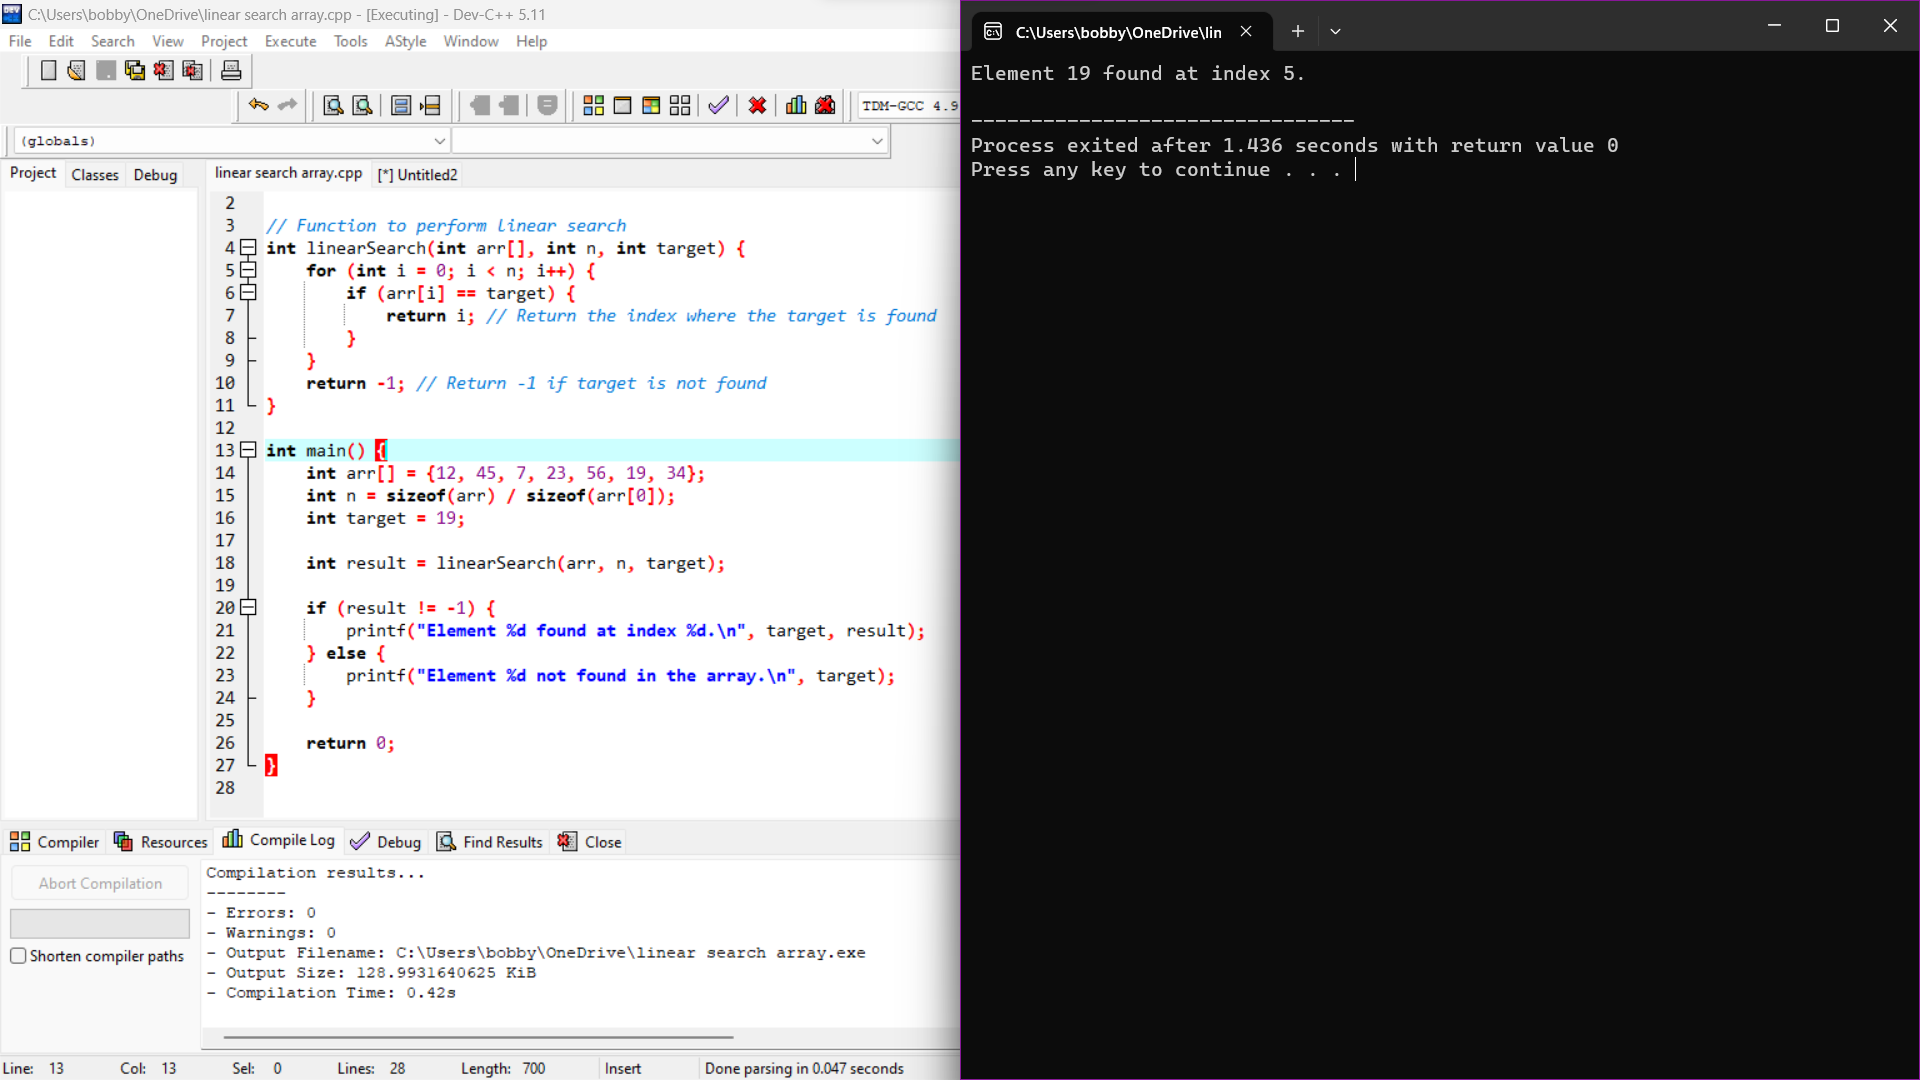 C:\Users\bobby\OneDrive\linear search array.cpp - [Executing] - Dev-C++ 5.11
File Edit Search View Project Execute Tools AStyle Window Help
TDM-GCC 4.9
(globals)
Project Classes Debug
linear search array.cpp [*] Untitled2
2
3 // Function to perform linear search
4 int linearSearch(int arr[], int n, int target) {
5     for (int i = 0; i < n; i++) {
6         if (arr[i] == target) {
7             return i; // Return the index where the target is found
8         }
9     }
10     return -1; // Return -1 if target is not found
11 }
12
13 int main() {
14     int arr[] = {12, 45, 7, 23, 56, 19, 34};
15     int n = sizeof(arr) / sizeof(arr[0]);
16     int target = 19;
17
18     int result = linearSearch(arr, n, target);
19
20     if (result != -1) {
21         printf("Element %d found at index %d.\n", target, result);
22     } else {
23         printf("Element %d not found in the array.\n", target);
24     }
25
26     return 0;
27 }
28
Compiler Resources Compile Log Debug Find Results Close
Abort Compilation
Shorten compiler paths
Compilation results...
--------
- Errors: 0
- Warnings: 0
- Output Filename: C:\Users\bobby\OneDrive\linear search array.exe
- Output Size: 128.9931640625 KiB
- Compilation Time: 0.42s
Line: 13 Col: 13 Sel: 0 Lines: 28 Length: 700 Insert Done parsing in 0.047 seconds
C:\Users\bobby\OneDrive\lin
Element 19 found at index 5.
--------------------------------
Process exited after 1.436 seconds with return value 0
Press any key to continue . . .